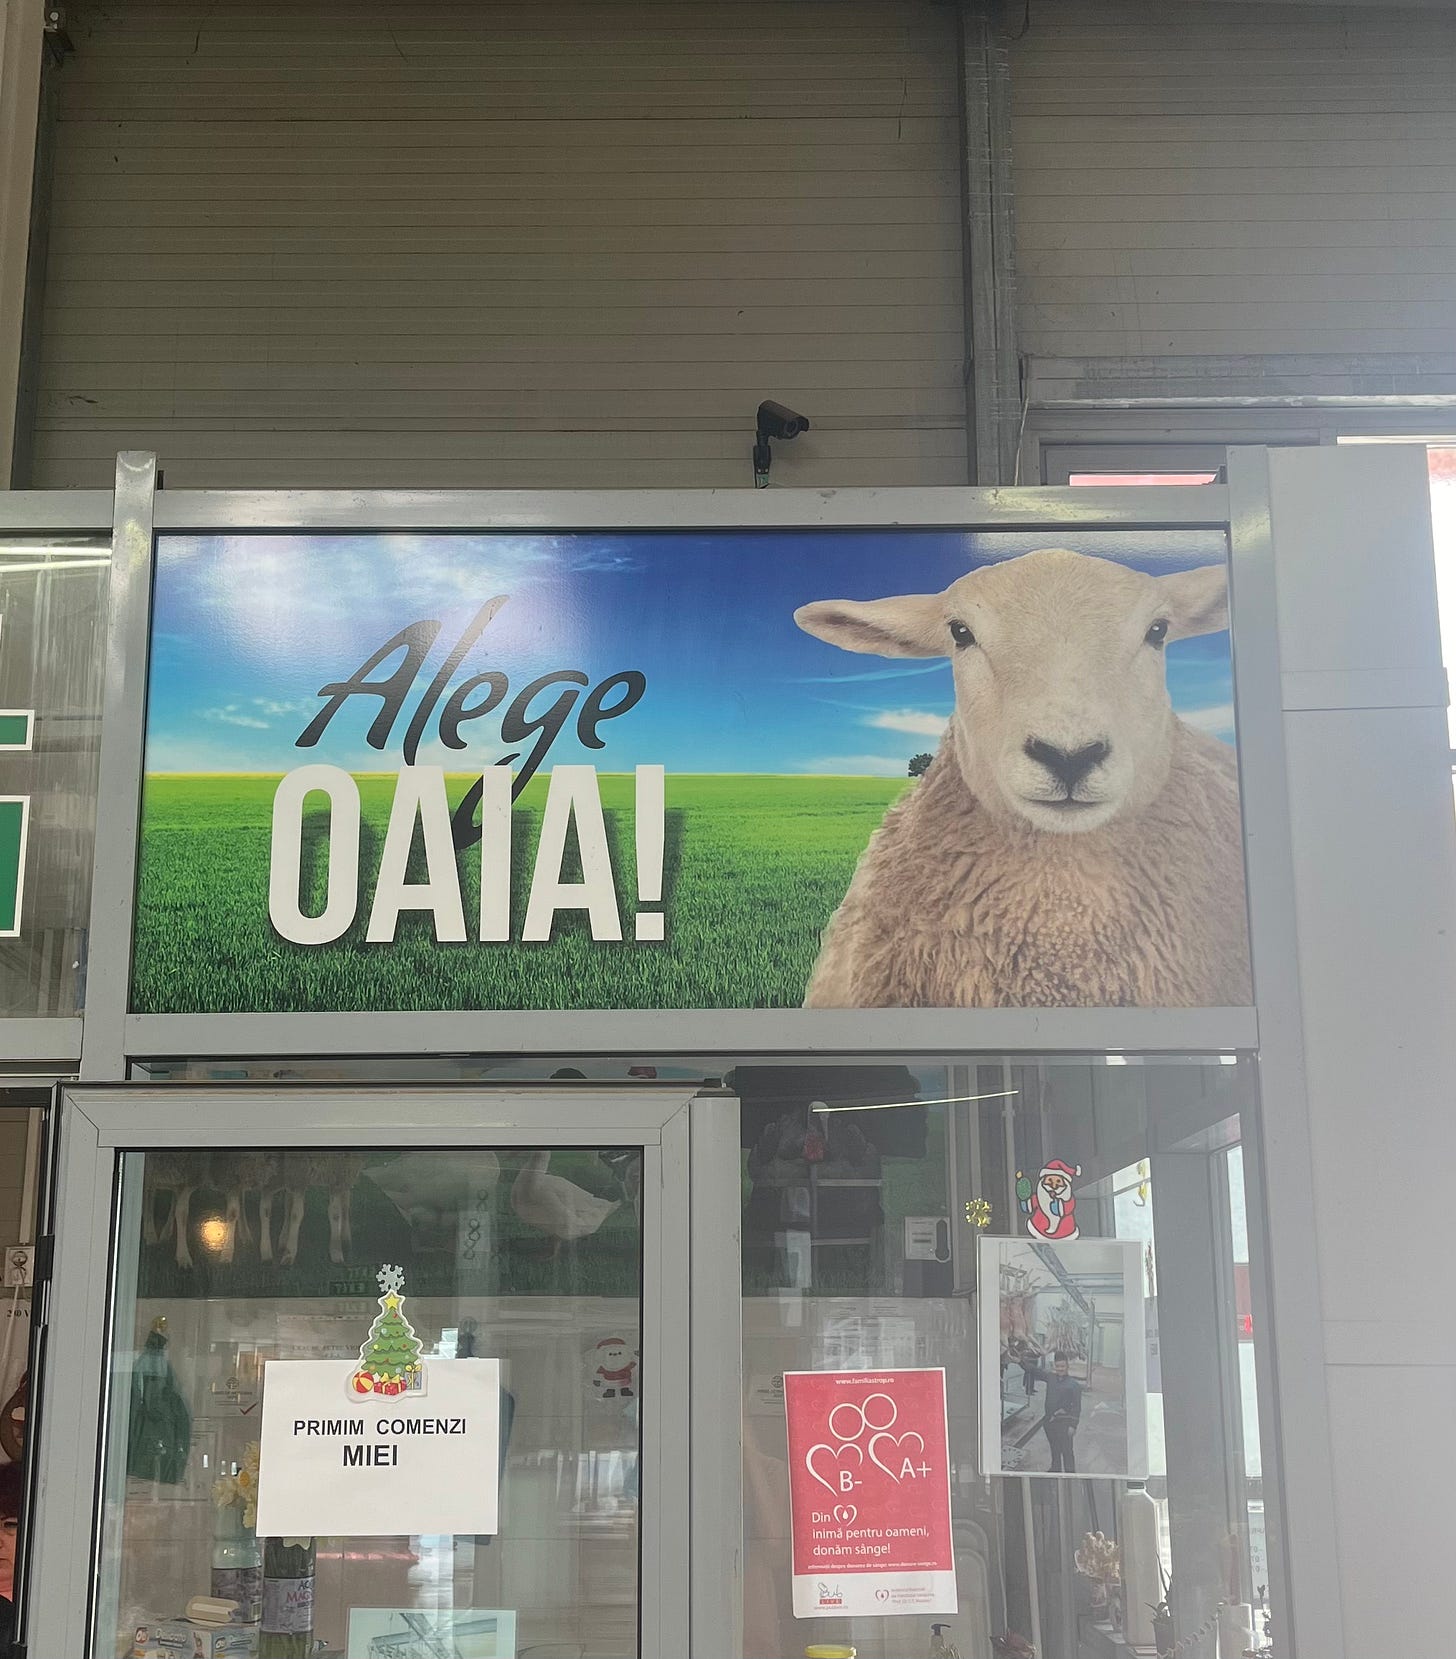 Alege
OAIA!
PRIMIM COMENZI
MIEI
www.familiastrop.ro
B-
A+
Din
inimă pentru oameni,
donăm sânge!